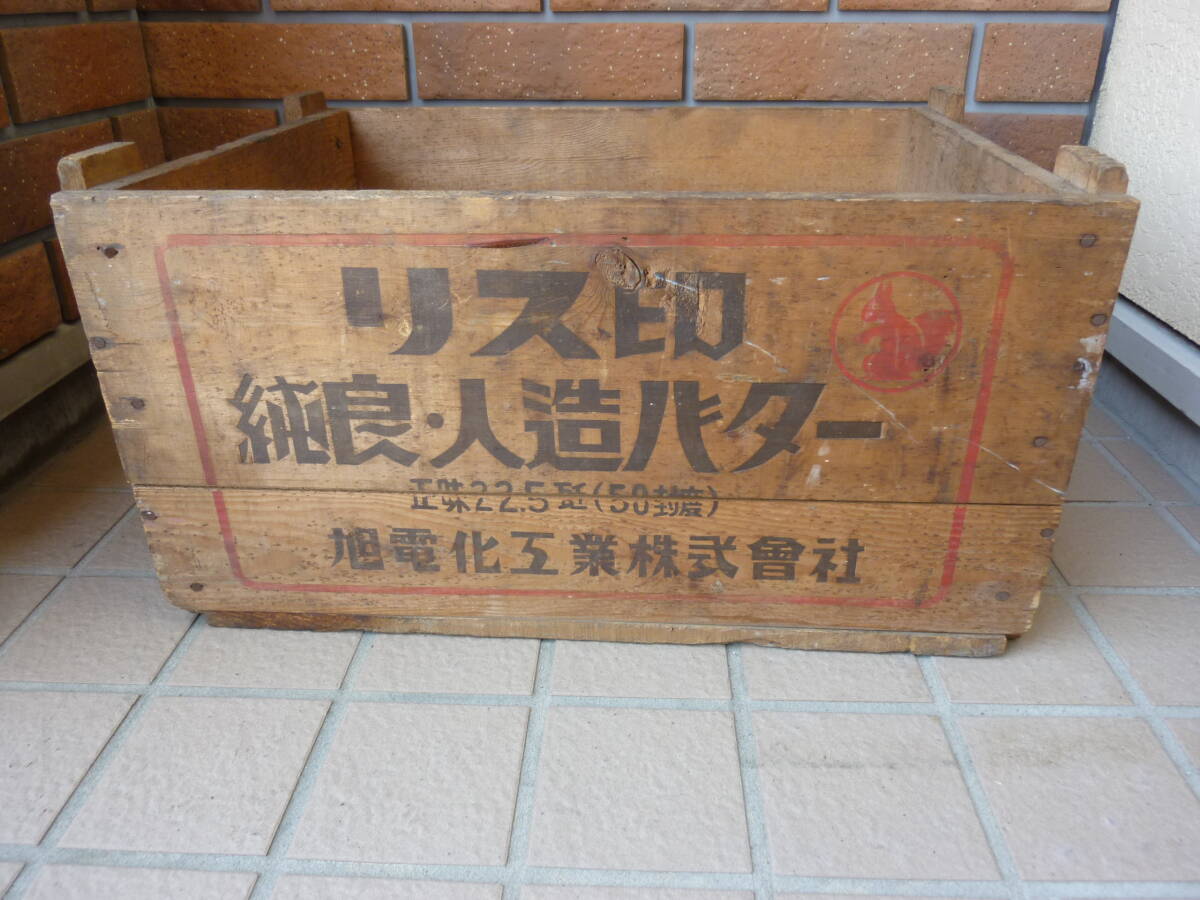 リス印
純良・人造バター
正味22.5瓩(50封度)
旭電化工業株式會社